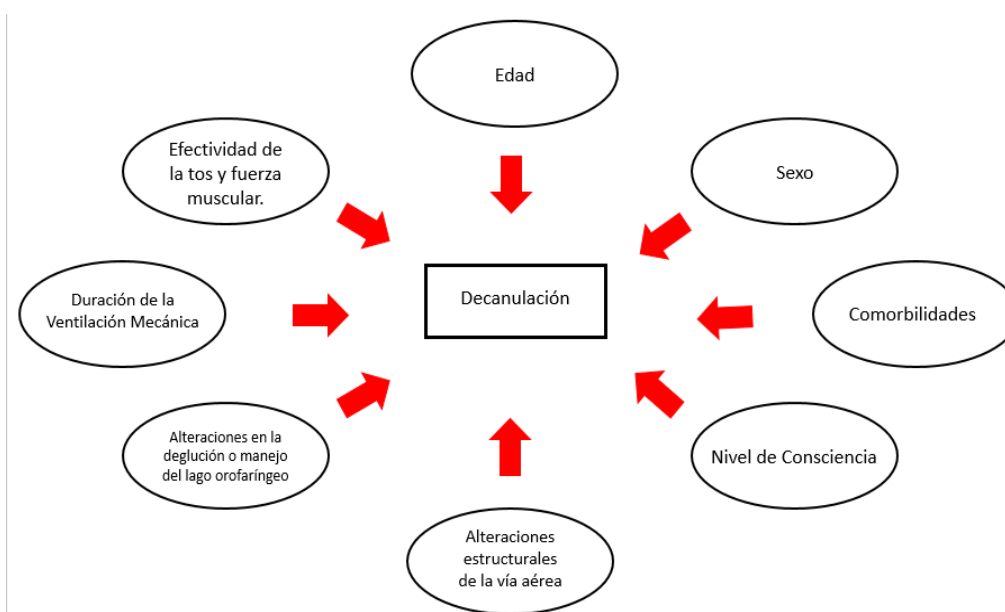 Edad
Efectividad de
la tos y fuerza
muscular.
Sexo
Decanulación
Duración de la
Ventilación Mecánica
Comorbilidades
Alteraciones en la
deglución o manejo
del lago orofaríngeo
Nivel de Consciencia
Alteraciones
estructurales
de la vía aérea